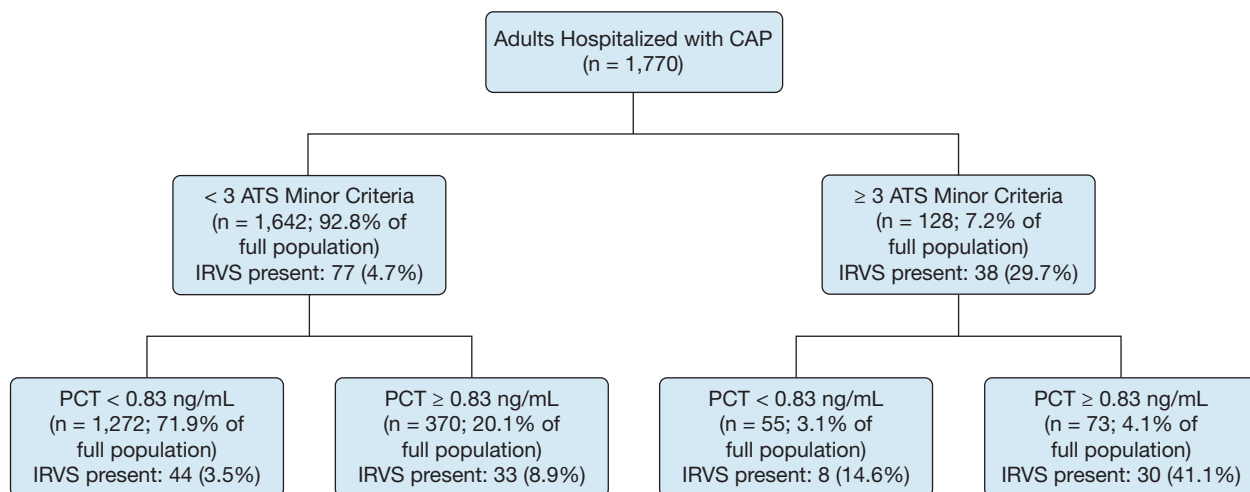 Adults Hospitalized with CAP
(n = 1,770)
< 3 ATS Minor Criteria
(n = 1,642; 92.8% of
full population)
IRVS present: 77 (4.7%)
≥ 3 ATS Minor Criteria
(n = 128; 7.2% of
full population)
IRVS present: 38 (29.7%)
PCT < 0.83 ng/mL
(n = 1,272; 71.9% of
full population)
IRVS present: 44 (3.5%)
PCT ≥ 0.83 ng/mL
(n = 370; 20.1% of
full population)
IRVS present: 33 (8.9%)
PCT < 0.83 ng/mL
(n = 55; 3.1% of
full population)
IRVS present: 8 (14.6%)
PCT ≥ 0.83 ng/mL
(n = 73; 4.1% of
full population)
IRVS present: 30 (41.1%)